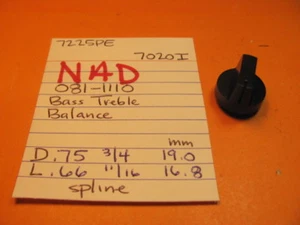 7225PE
7020I
NAD
081-1110
Bass Treble
Balance
mm
D .75 3/4 19.0
L .66 11/16 16.8
spline